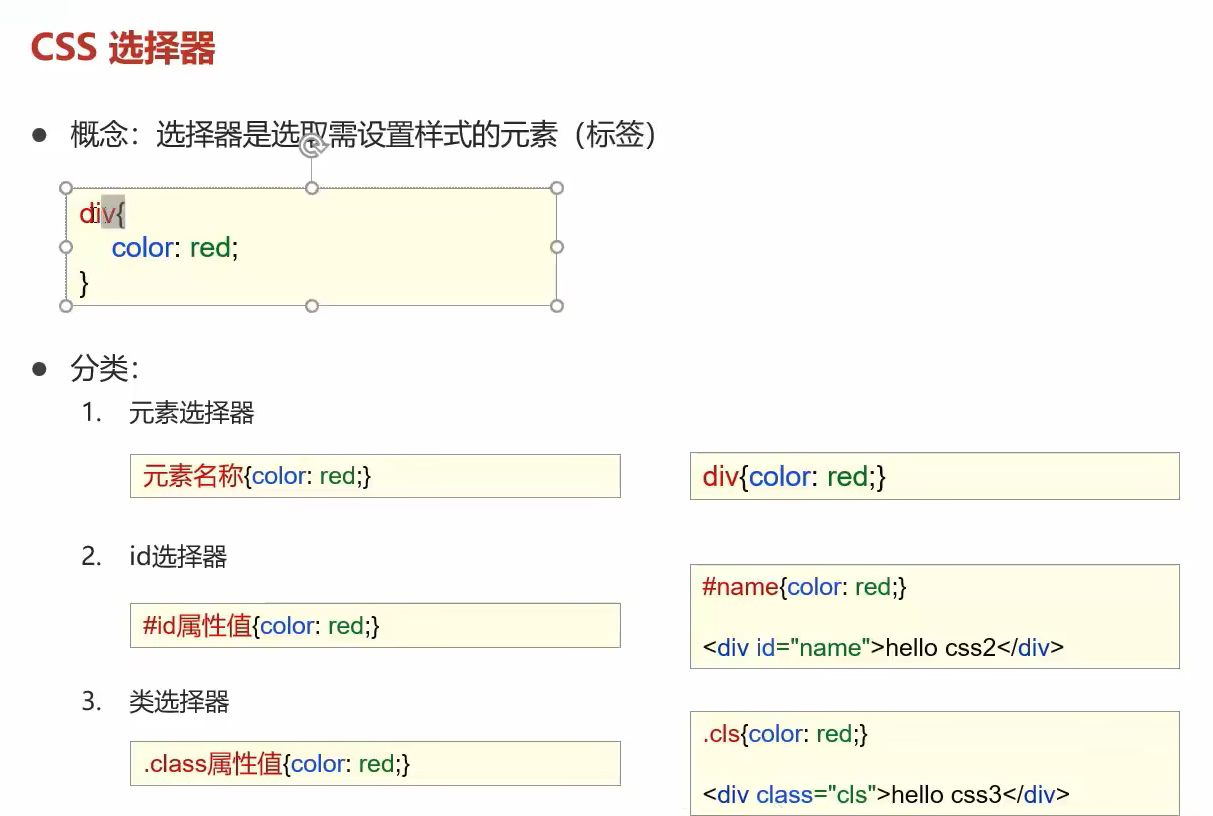 CSS 选择器
概念：选择器是选取需设置样式的元素（标签）
div{
color: red;
}
分类：
1. 元素选择器
元素名称{color: red;}
div{color: red;}
2. id选择器
#id属性值{color: red;}
#name{color: red;}
<div id="name">hello css2</div>
3. 类选择器
.class属性值{color: red;}
.cls{color: red;}
<div class="cls">hello css3</div>